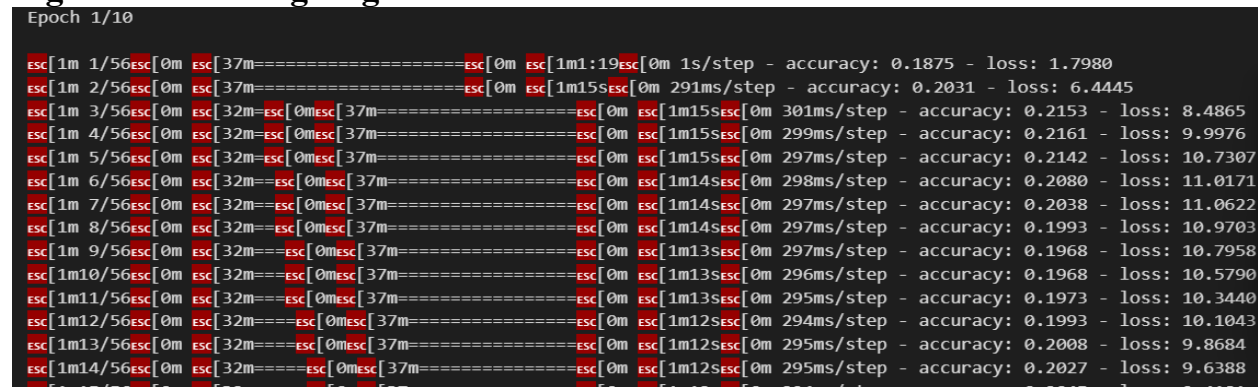 Epoch 1/10
ESC[1m 1/56ESC[0m ESC[37m====================ESC[0m ESC[1m1:19ESC[0m 1s/step - accuracy: 0.1875 - loss: 1.7980
ESC[1m 2/56ESC[0m ESC[37m====================ESC[0m ESC[1m15sESC[0m 291ms/step - accuracy: 0.2031 - loss: 6.4445
ESC[1m 3/56ESC[0m ESC[32m=ESC[0mESC[37m===================ESC[0m ESC[1m15sESC[0m 301ms/step - accuracy: 0.2153 - loss: 8.4865
ESC[1m 4/56ESC[0m ESC[32m=ESC[0mESC[37m===================ESC[0m ESC[1m15sESC[0m 299ms/step - accuracy: 0.2161 - loss: 9.9976
ESC[1m 5/56ESC[0m ESC[32m=ESC[0mESC[37m===================ESC[0m ESC[1m15sESC[0m 297ms/step - accuracy: 0.2142 - loss: 10.7307
ESC[1m 6/56ESC[0m ESC[32m==ESC[0mESC[37m==================ESC[0m ESC[1m14sESC[0m 298ms/step - accuracy: 0.2080 - loss: 11.0171
ESC[1m 7/56ESC[0m ESC[32m==ESC[0mESC[37m==================ESC[0m ESC[1m14sESC[0m 297ms/step - accuracy: 0.2038 - loss: 11.0622
ESC[1m 8/56ESC[0m ESC[32m==ESC[0mESC[37m==================ESC[0m ESC[1m14sESC[0m 297ms/step - accuracy: 0.1993 - loss: 10.9703
ESC[1m 9/56ESC[0m ESC[32m===ESC[0mESC[37m=================ESC[0m ESC[1m13sESC[0m 297ms/step - accuracy: 0.1968 - loss: 10.7958
ESC[1m10/56ESC[0m ESC[32m===ESC[0mESC[37m=================ESC[0m ESC[1m13sESC[0m 296ms/step - accuracy: 0.1968 - loss: 10.5790
ESC[1m11/56ESC[0m ESC[32m===ESC[0mESC[37m=================ESC[0m ESC[1m13sESC[0m 295ms/step - accuracy: 0.1973 - loss: 10.3440
ESC[1m12/56ESC[0m ESC[32m====ESC[0mESC[37m================ESC[0m ESC[1m12sESC[0m 294ms/step - accuracy: 0.1993 - loss: 10.1043
ESC[1m13/56ESC[0m ESC[32m====ESC[0mESC[37m================ESC[0m ESC[1m12sESC[0m 295ms/step - accuracy: 0.2008 - loss: 9.8684
ESC[1m14/56ESC[0m ESC[32m=====ESC[0mESC[37m===============ESC[0m ESC[1m12sESC[0m 295ms/step - accuracy: 0.2027 - loss: 9.6388